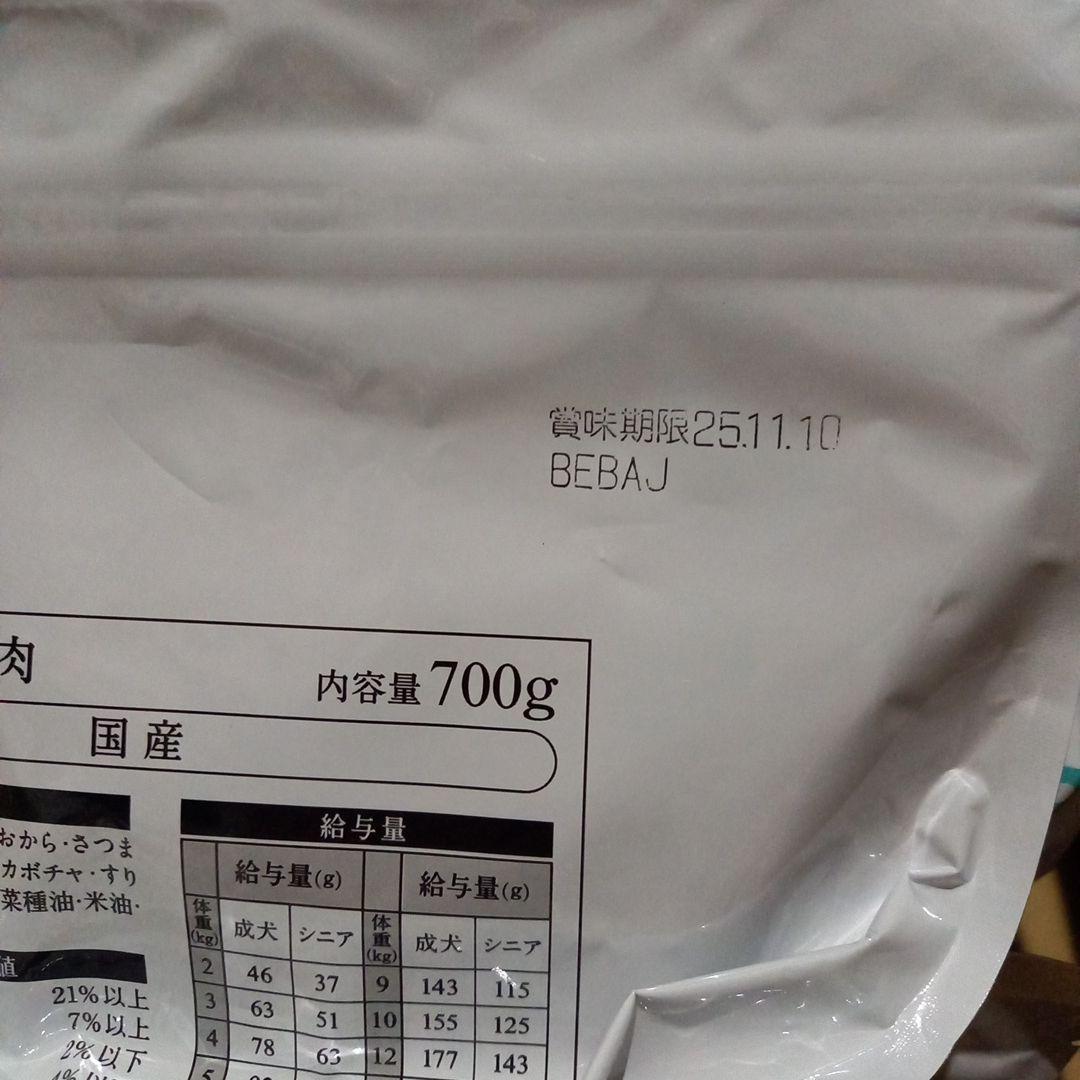 賞味期限25.11.10
BEBAJ
肉
内容量700g
国産
おから・さつま
カボチャ・すり
菜種油・米油・
値
21%以上
7%以上
2%以下
給与量
体重(kg) 給与量(g) 体重(kg) 給与量(g)
成犬 シニア 成犬 シニア
2 46 37 9 143 115
3 63 51 10 155 125
4 78 63 12 177 143
5